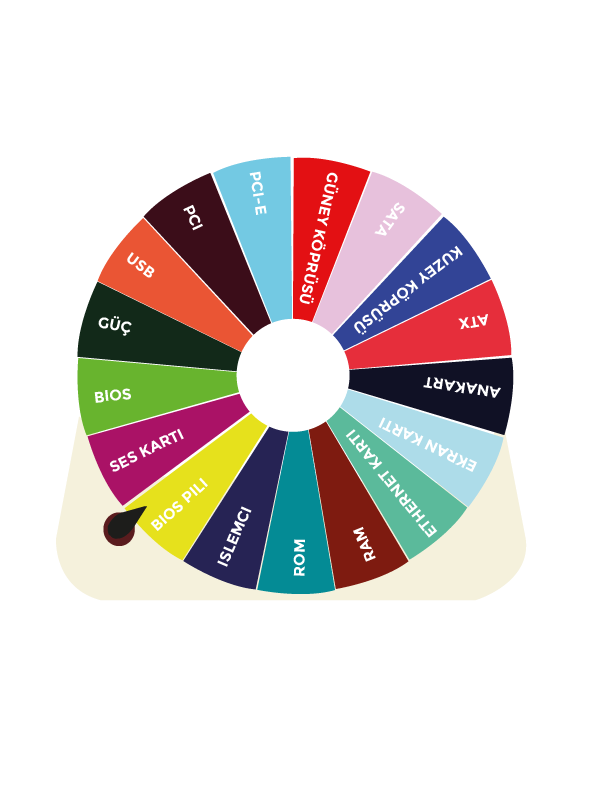 GÜNEY KÖPRÜSÜ
SATA
KUZEY KÖPRÜSÜ
ATX
ANAKART
EKRAN KARTI
ETHERNET KARTI
RAM
ROM
ISLEMCI
BIOS PILI
SES KARTI
BIOS
GÜÇ
USB
PCI
PCI-E